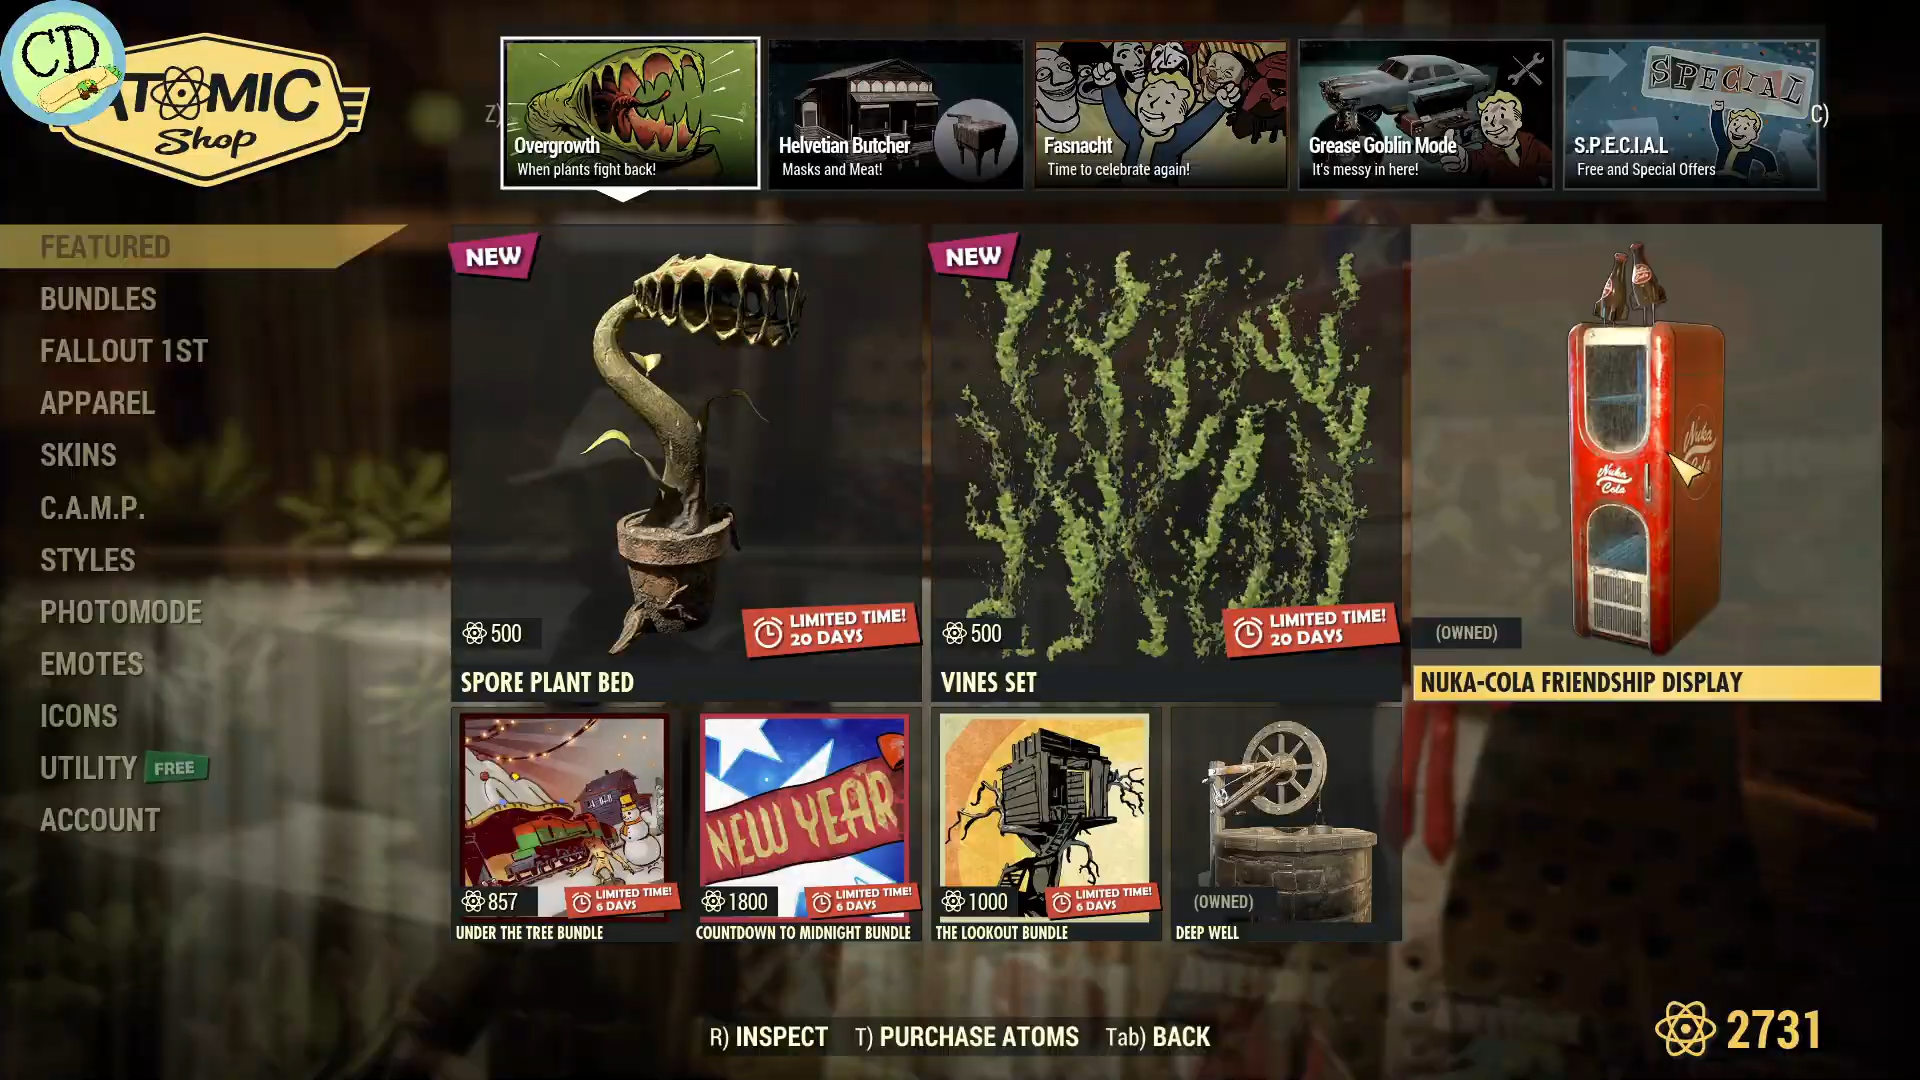 CD
ATOMIC
Shop
Z)
Overgrowth
When plants fight back!
Helvetian Butcher
Masks and Meat!
Fasnacht
Time to celebrate again!
Grease Goblin Mode
It's messy in here!
SPECIAL
S.P.E.C.I.A.L
Free and Special Offers
C)
FEATURED
BUNDLES
FALLOUT 1ST
APPAREL
SKINS
C.A.M.P.
STYLES
PHOTOMODE
EMOTES
ICONS
UTILITY FREE
ACCOUNT
NEW
500
LIMITED TIME!
20 DAYS
SPORE PLANT BED
NEW
500
LIMITED TIME!
20 DAYS
VINES SET
Nuka
Cola
Nuka
Cola
(OWNED)
NUKA-COLA FRIENDSHIP DISPLAY
857
LIMITED TIME!
6 DAYS
UNDER THE TREE BUNDLE
NEW YEAR
1800
LIMITED TIME!
6 DAYS
COUNTDOWN TO MIDNIGHT BUNDLE
1000
LIMITED TIME!
6 DAYS
THE LOOKOUT BUNDLE
(OWNED)
DEEP WELL
R) INSPECT T) PURCHASE ATOMS Tab) BACK
2731